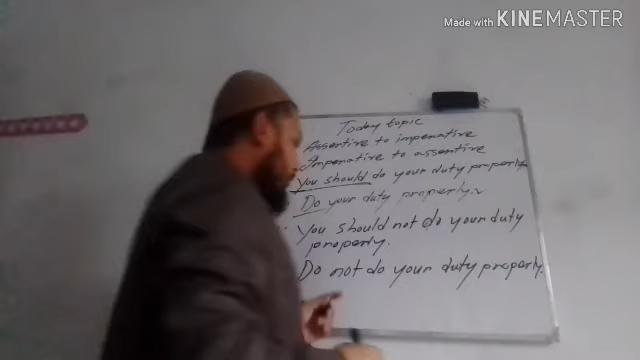 Made with KINEMASTER
Today topic
Assertive to imperative
Imperative to assertive
You should do your duty properly.
Do your duty properly.
You should not do your duty
properly.
Do not do your duty properly.